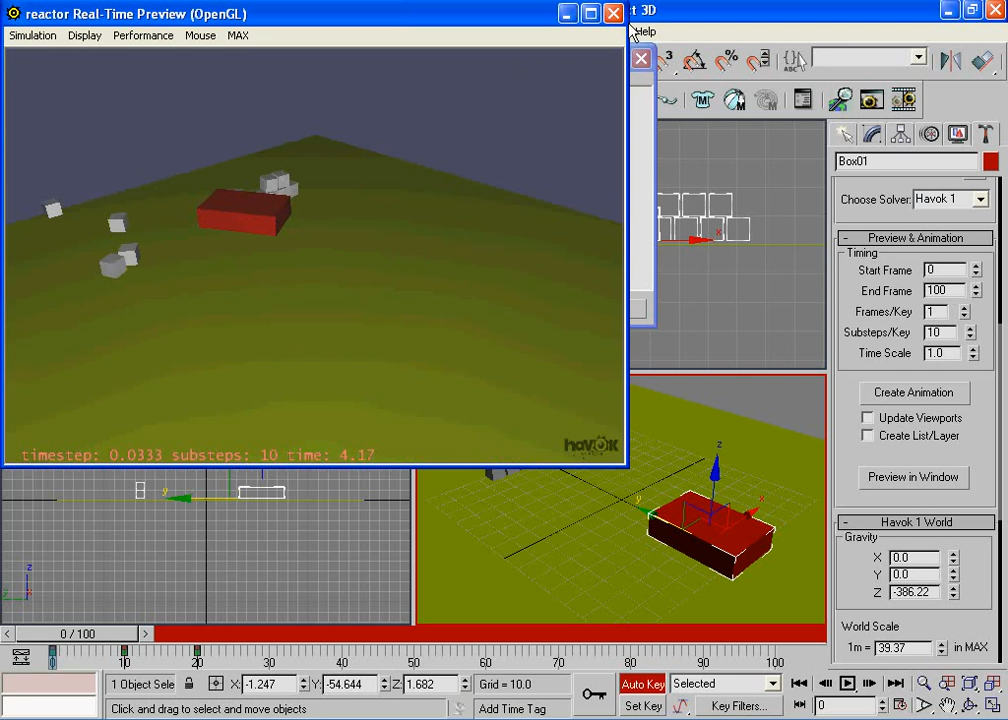 reactor Real-Time Preview (OpenGL)
t 3D
Simulation Display Performance Mouse MAX
Help
3
%
{} ABC
M
Box01
Choose Solver: Havok 1
Preview & Animation
Timing
Start Frame 0
End Frame 100
Frames/Key 1
Substeps/Key 10
Time Scale 1.0
Create Animation
Update Viewports
Create List/Layer
Preview in Window
Havok 1 World
Gravity
X 0.0
Y 0.0
Z -386.22
World Scale
1m = 39.37 in MAX
x
havok
timestep: 0.0333 substeps: 10 time: 4.17
y
z
x
z
y
x
0 / 100
0 10 20 30 40 50 60 70 80 90 100
1 Object Sele X: -1.247 Y: -54.644 Z: 1.682 Grid = 10.0
Auto Key Selected
Click and drag to select and move objects Add Time Tag
Set Key Key Filters...
0